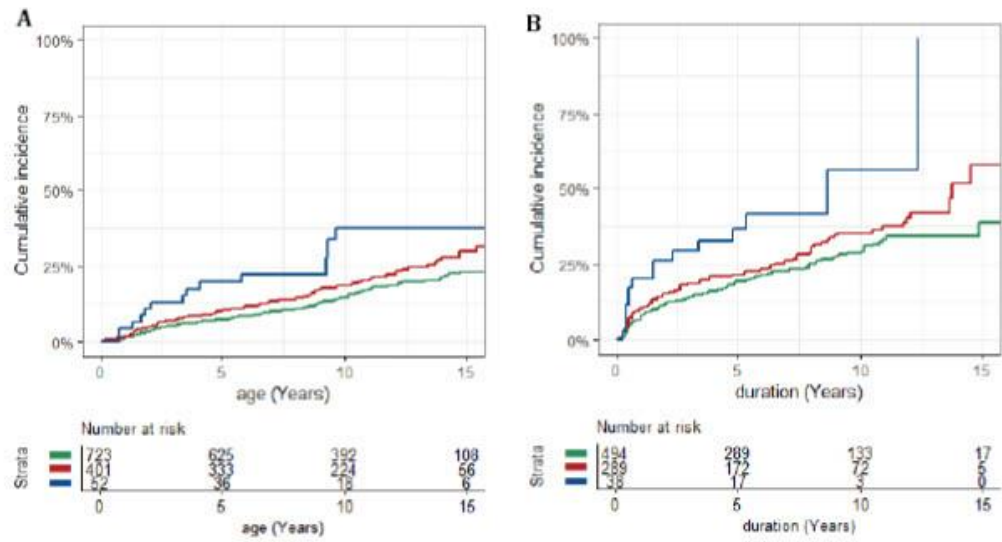 A
100%
75%
50%
25%
0%
Cumulative incidence
0 5 10 15
age (Years)
Number at risk
Strata
723 625 392 108
401 333 224 56
52 36 18 6
0 5 10 15
age (Years)
B
100%
75%
50%
25%
0%
Cumulative incidence
0 5 10 15
duration (Years)
Number at risk
Strata
494 289 133 17
289 172 72 5
38 17 3 0
0 5 10 15
duration (Years)